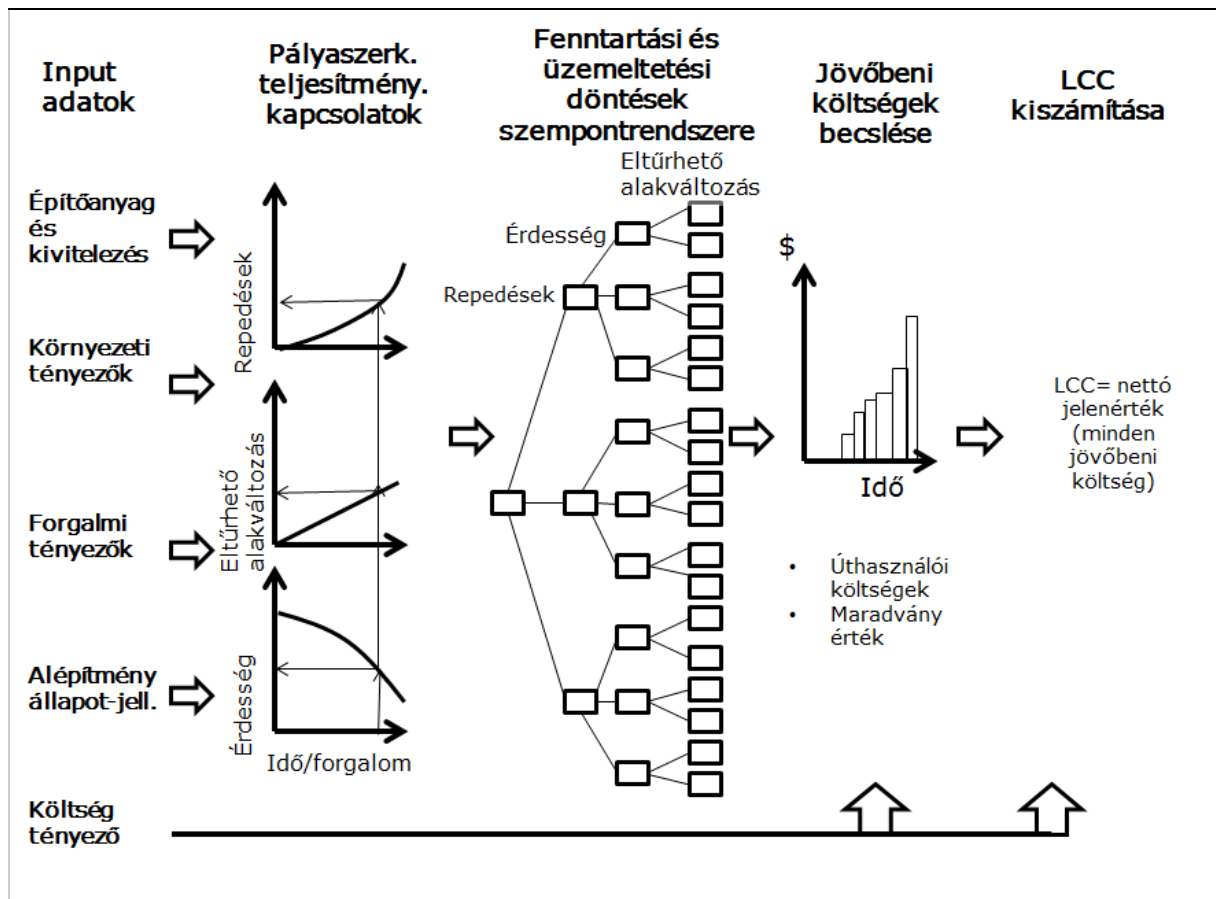 Input
adatok
Pályaszerk.
teljesítmény.
kapcsolatok
Fenntartási és
üzemeltetési
döntések
szempontrendszere
Jövőbeni
költségek
becslése
LCC
kiszámítása
Építőanyag
és
kivitelezés
Környezeti
tényezők
Forgalmi
tényezők
Alépítmény
állapot-jell.
Költség
tényező
Repedések
Eltűrhető
alakváltozás
Érdesség
Idő/forgalom
Eltűrhető
alakváltozás
Érdesség
Repedések
$
Idő
• Úthasználói
költségek
• Maradvány
érték
LCC= nettó
jelenérték
(minden
jövőbeni
költség)